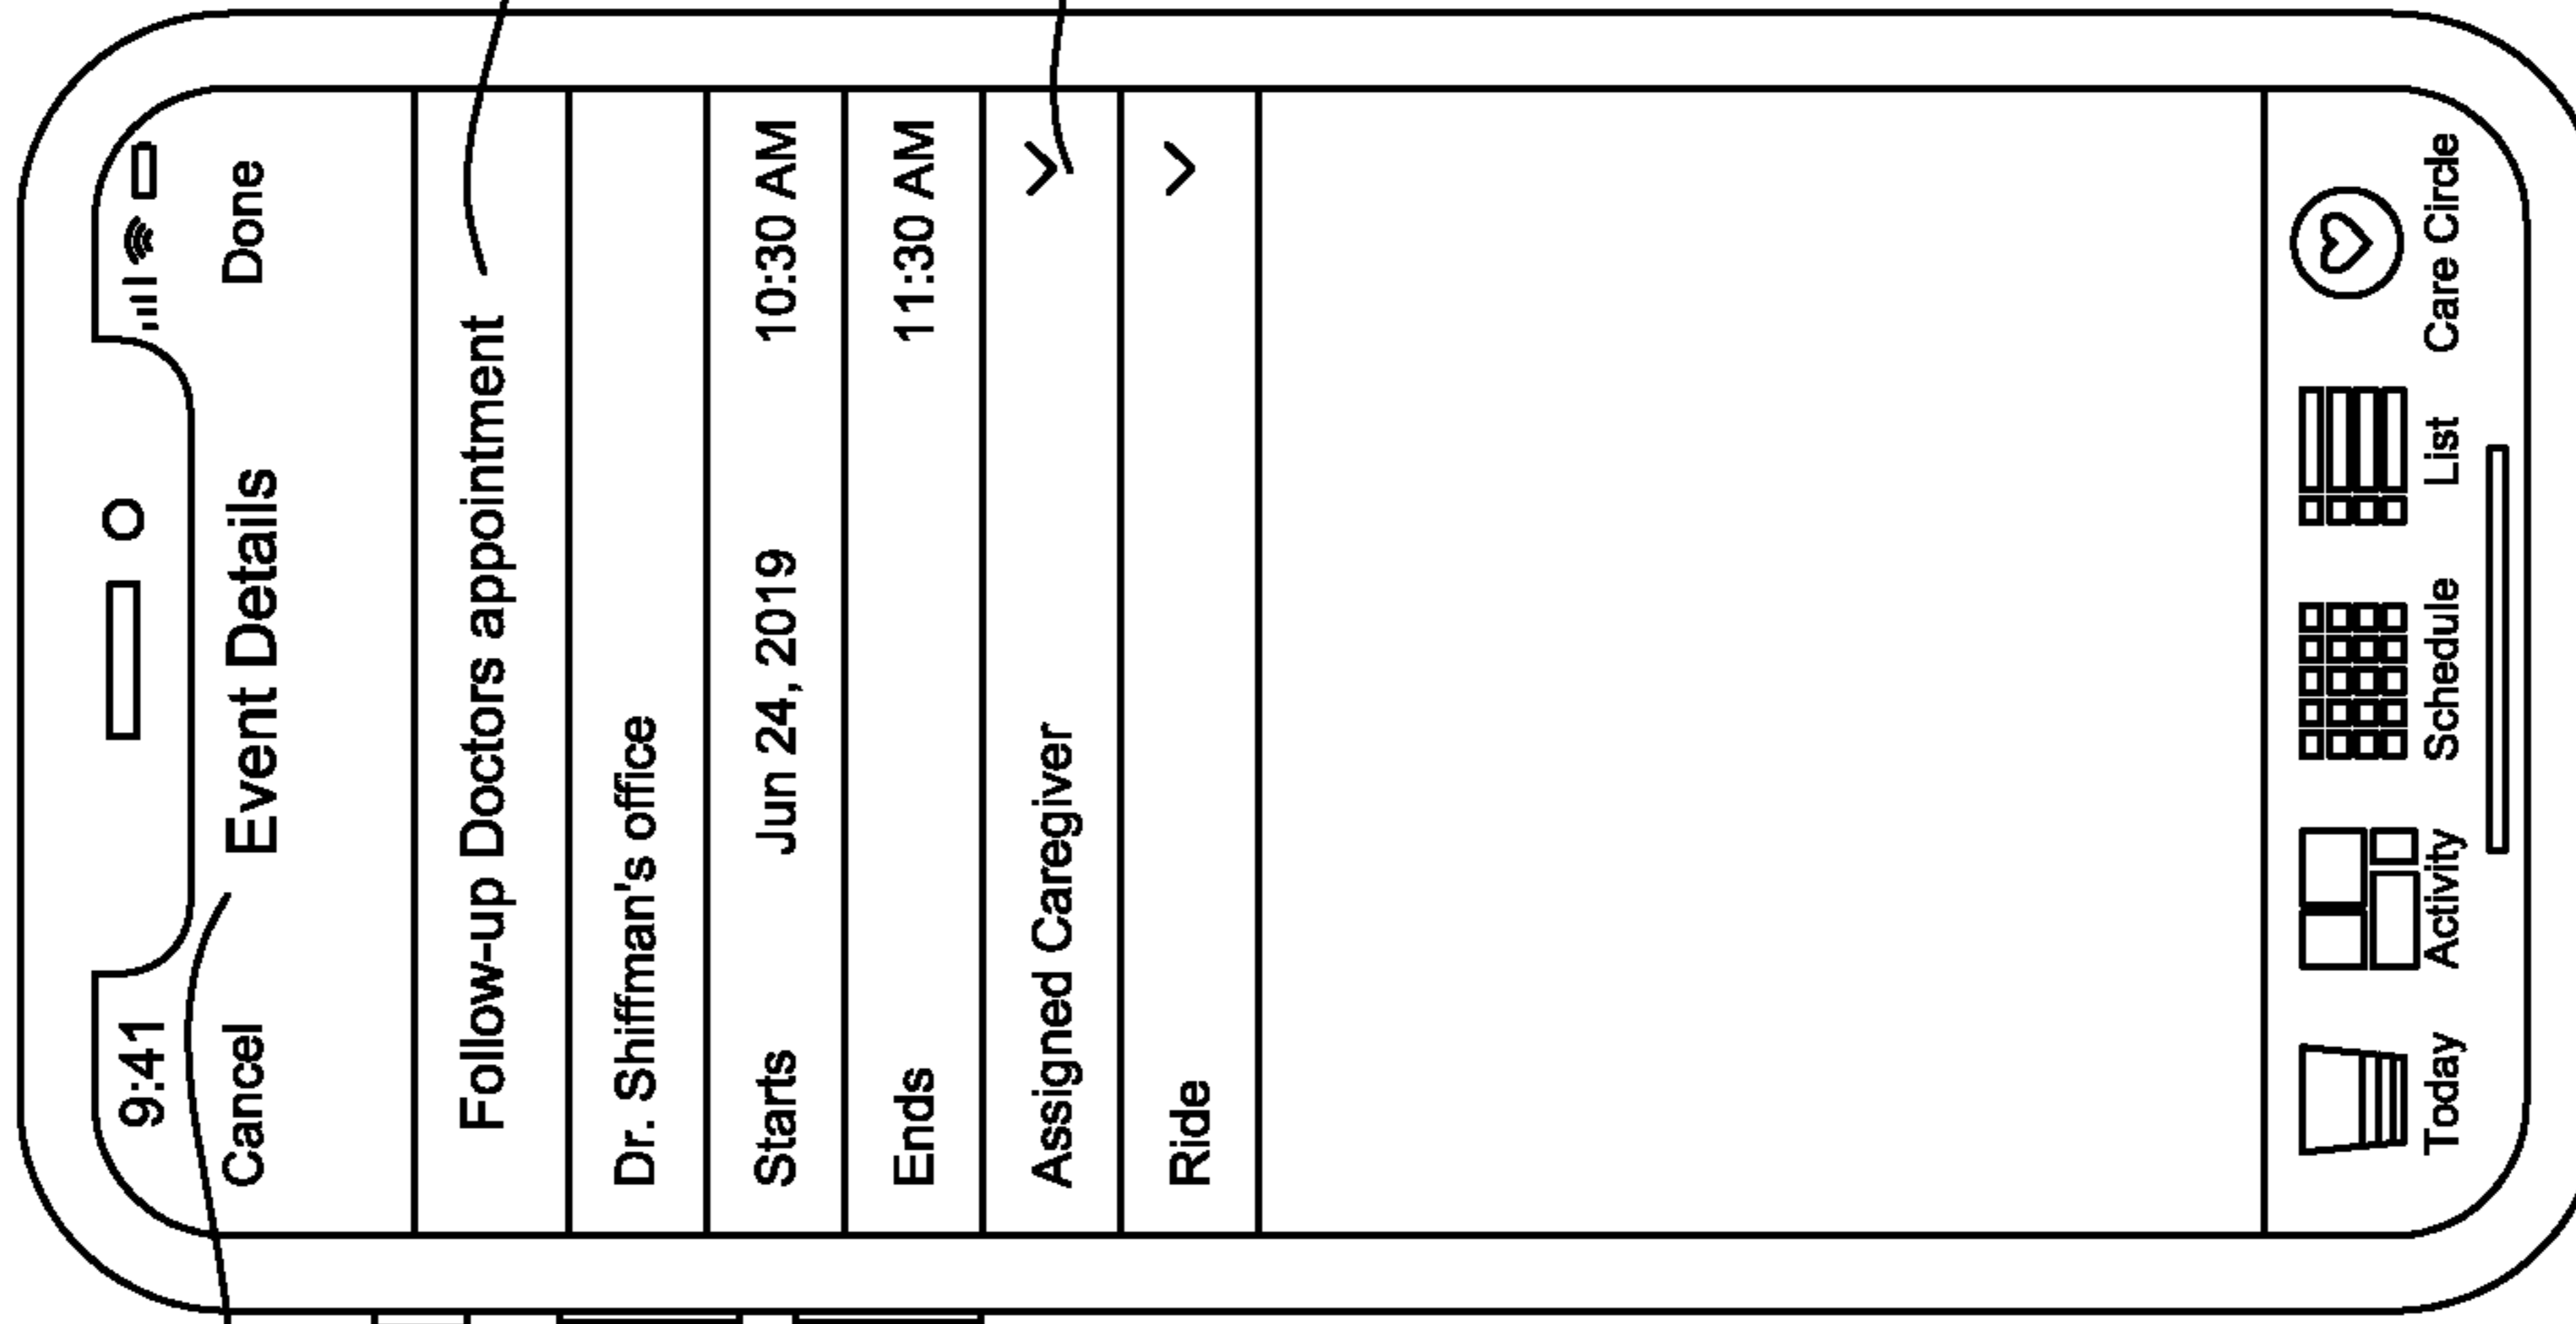 9:41
Cancel Event Details Done
Follow-up Doctors appointment
Dr. Shiffman's office
Starts Jun 24, 2019 10:30 AM
Ends 11:30 AM
Assigned Caregiver
Ride
Today Activity Schedule List Care Circle